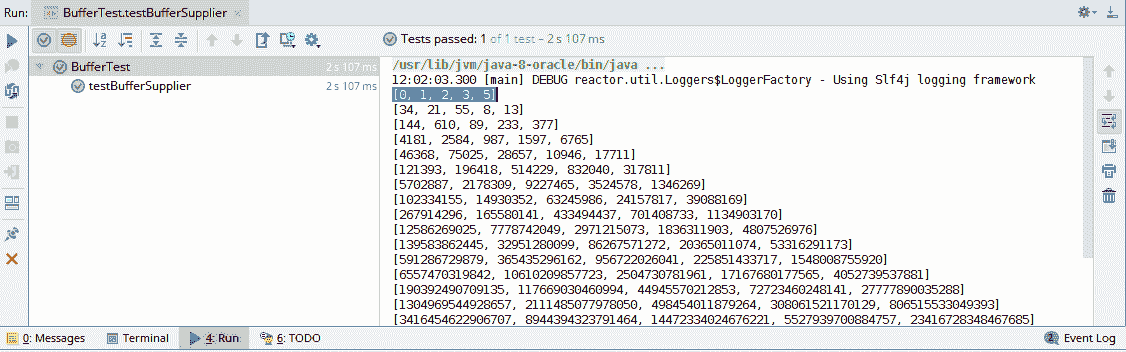 Run: BufferTest.testBufferSupplier
Tests passed: 1 of 1 test – 2 s 107 ms
BufferTest 2 s 107 ms
testBufferSupplier 2 s 107 ms
/usr/lib/jvm/java-8-oracle/bin/java ...
12:02:03.300 [main] DEBUG reactor.util.Loggers$LoggerFactory - Using Slf4j logging framework
[0, 1, 2, 3, 5]
[34, 21, 55, 8, 13]
[144, 610, 89, 233, 377]
[4181, 2584, 987, 1597, 6765]
[46368, 75025, 28657, 10946, 17711]
[121393, 196418, 514229, 832040, 317811]
[5702887, 2178309, 9227465, 3524578, 1346269]
[102334155, 14930352, 63245986, 24157817, 39088169]
[267914296, 165580141, 433494437, 701408733, 1134903170]
[12586269025, 7778742049, 2971215073, 1836311903, 4807526976]
[139583862445, 32951280099, 86267571272, 20365011074, 53316291173]
[591286729879, 365435296162, 956722026041, 225851433717, 1548008755920]
[6557470319842, 10610209857723, 2504730781961, 17167680177565, 4052739537881]
[190392490709135, 117669030460994, 44945570212853, 72723460248141, 27777890035288]
[1304969544928657, 2111485077978050, 498454011879264, 308061521170129, 806515533049393]
[3416454622906707, 8944394323791464, 14472334024676221, 5527939700884757, 23416728348467685]
0: Messages Terminal 4: Run 6: TODO 2 Event Log